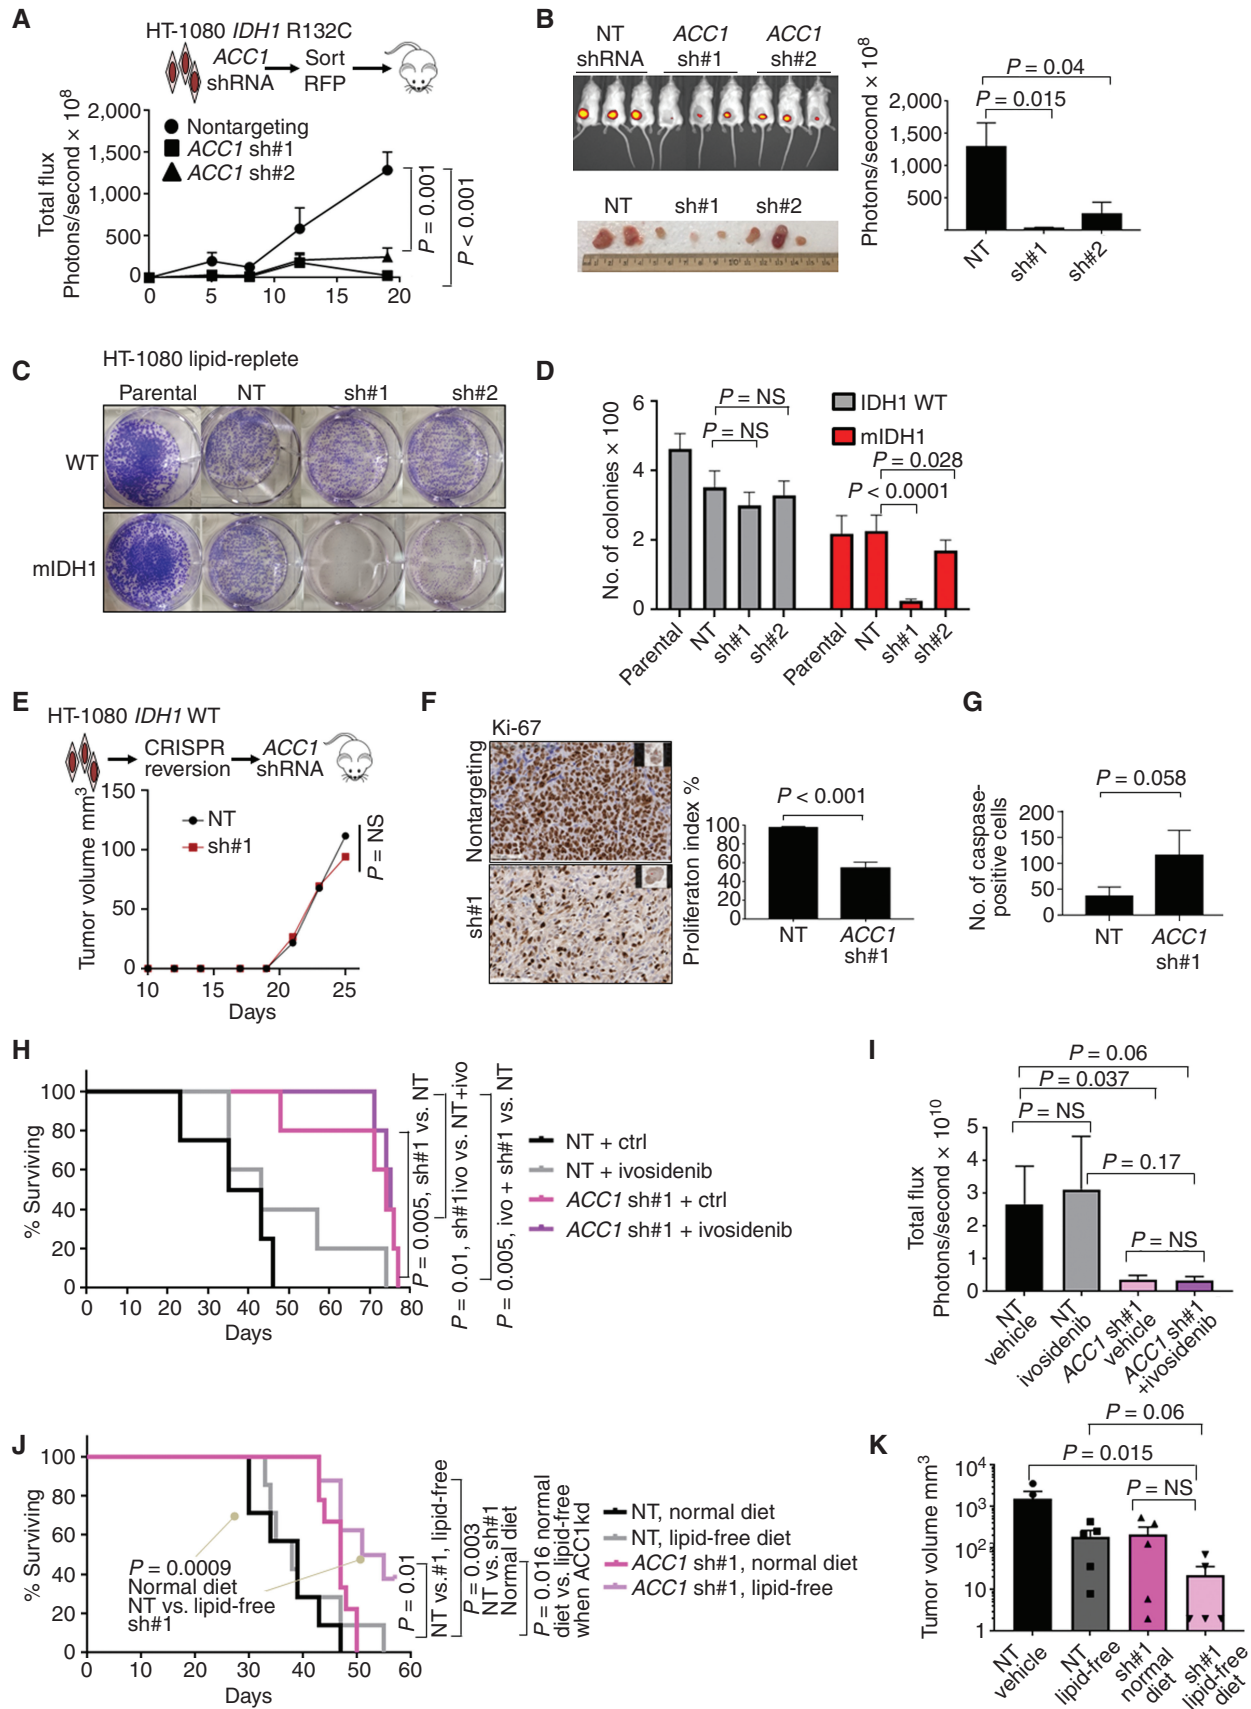 A
HT-1080 IDH1 R132C
ACC1
shRNA
Sort
RFP
Total flux
Photons/second × 10⁸
2,000
1,500
1,000
500
0
Nontargeting
ACC1 sh#1
ACC1 sh#2
P = 0.001
P < 0.001
0 5 10 15 20
B
NT
shRNA
ACC1
sh#1
ACC1
sh#2
NT sh#1 sh#2
Photons/second × 10⁸
2,000
1,500
1,000
500
P = 0.04
P = 0.015
NT sh#1 sh#2
C
HT-1080 lipid-replete
Parental NT sh#1 sh#2
WT
mIDH1
D
No. of colonies × 100
6
4
2
0
P = NS
P = NS
IDH1 WT
mIDH1
P = 0.028
P < 0.0001
Parental NT sh#1 sh#2 Parental NT sh#1 sh#2
E
HT-1080 IDH1 WT
CRISPR
reversion
ACC1
shRNA
Tumor volume mm³
150
100
50
0
NT
sh#1
P = NS
10 15 20 25
Days
F
Ki-67
Nontargeting
sh#1
Proliferaton index %
100
80
60
40
20
0
P < 0.001
NT ACC1
sh#1
G
No. of caspase-
positive cells
200
150
100
50
0
P = 0.058
NT ACC1
sh#1
H
% Surviving
100
80
60
40
20
0
0 10 20 30 40 50 60 70 80
Days
P = 0.005, sh#1 vs. NT
P = 0.01, sh#1ivo vs. NT+ivo
P = 0.005, ivo + sh#1 vs. NT
NT + ctrl
NT + ivosidenib
ACC1 sh#1 + ctrl
ACC1 sh#1 + ivosidenib
I
Total flux
Photons/second × 10¹⁰
5
4
3
2
1
0
P = 0.06
P = 0.037
P = NS
P = 0.17
P = NS
NT
vehicle
NT
ivosidenib
ACC1 sh#1
vehicle
ACC1 sh#1
+ivosidenib
J
% Surviving
100
80
60
40
20
0
P = 0.0009
Normal diet
NT vs. lipid-free
sh#1
0 10 20 30 40 50 60
Days
P = 0.01
NT vs.#1, lipid-free
P = 0.003
NT vs. sh#1
Normal diet
P = 0.016 normal
diet vs. lipid-free
when ACC1kd
NT, normal diet
NT, lipid-free diet
ACC1 sh#1, normal diet
ACC1 sh#1, lipid-free
K
Tumor volume mm³
10⁴
10³
10²
10
1
P = 0.06
P = 0.015
P = NS
NT
vehicle
NT
lipid-free
sh#1
normal
diet
sh#1
lipid-free
diet